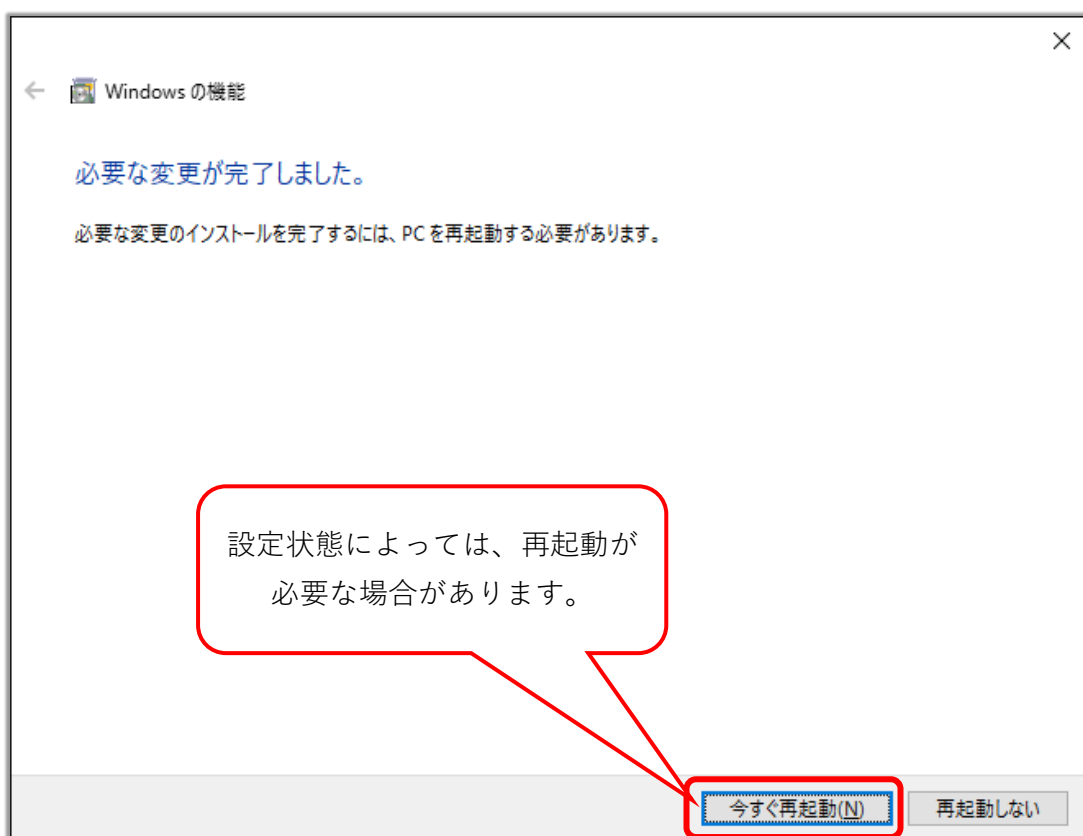 Windows の機能
必要な変更が完了しました。
必要な変更のインストールを完了するには、PC を再起動する必要があります。
設定状態によっては、再起動が
必要な場合があります。
今すぐ再起動(N)
再起動しない